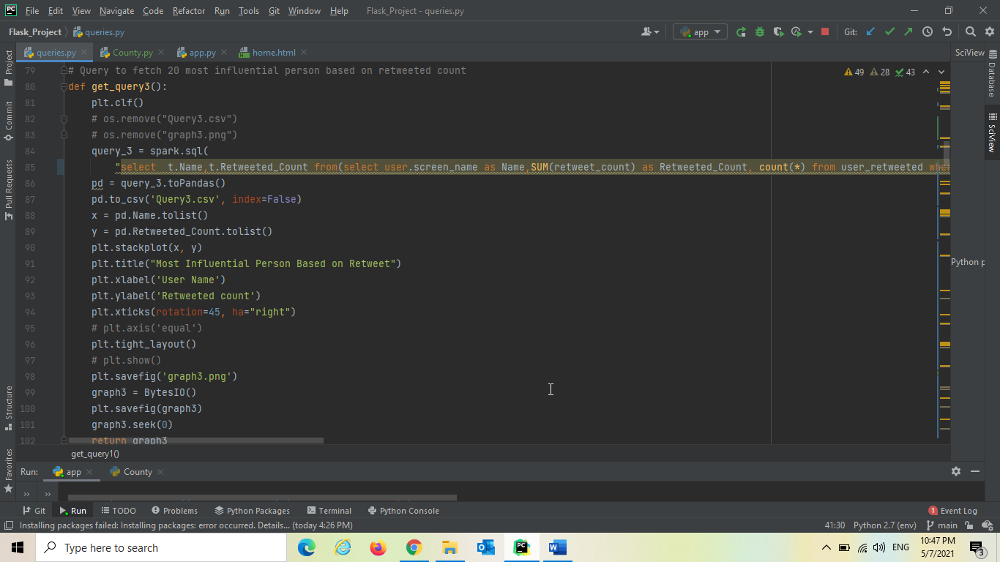 PC File Edit View Navigate Code Refactor Run Tools Git Window Help Flask_Project - queries.py
Flask_Project queries.py app Git:
queries.py County.py app.py home.html SciView
79 # Query to fetch 20 most influential person based on retweeted count 49 28 43
80 def get_query3():
81 plt.clf()
82 # os.remove("Query3.csv")
83 # os.remove("graph3.png")
84 query_3 = spark.sql(
85 "select  t.Name,t.Retweeted_Count from(select user.screen_name as Name,SUM(retweet_count) as Retweeted_Count, count(*) from user_retweeted wher
86 pd = query_3.toPandas()
87 pd.to_csv('Query3.csv', index=False)
88 x = pd.Name.tolist()
89 y = pd.Retweeted_Count.tolist()
90 plt.stackplot(x, y)
91 plt.title("Most Influential Person Based on Retweet")
92 plt.xlabel('User Name')
93 plt.ylabel('Retweeted count')
94 plt.xticks(rotation=45, ha="right")
95 # plt.axis('equal')
96 plt.tight_layout()
97 # plt.show()
98 plt.savefig('graph3.png')
99 graph3 = BytesIO()
100 plt.savefig(graph3)
101 graph3.seek(0)
102 return graph3
get_query1()
Project
Commit
Pull Requests
Structure
Favorites
Database
SciView
Python p
Run: app County
Git Run TODO Problems Python Packages Terminal Python Console 1 Event Log
Installing packages failed: Installing packages: error occurred. Details... (today 4:26 PM) 41:30 Python 2.7 (env) main
Type here to search ENG 10:47 PM
5/7/2021 3